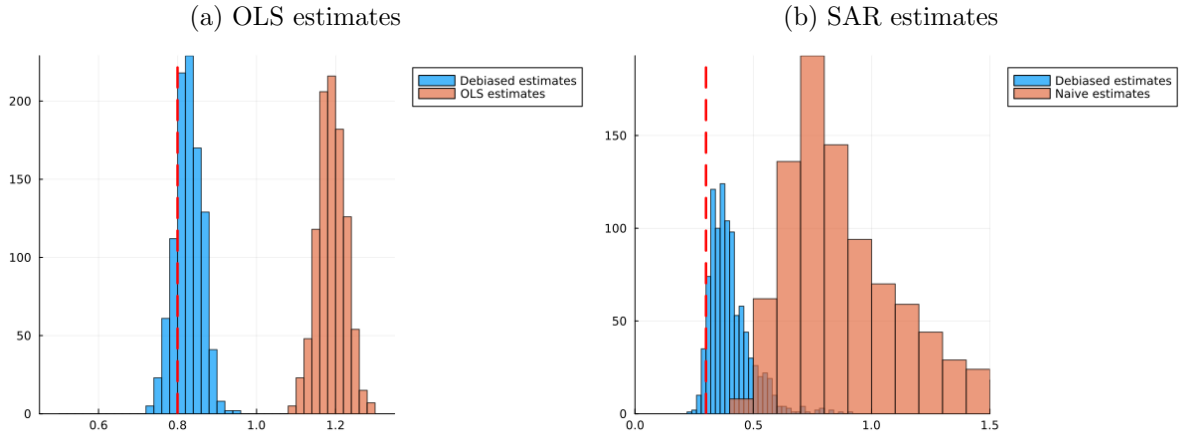 (a) OLS estimates
200
150
100
50
0
0.6
0.8
1.0
1.2
Debiased estimates
OLS estimates
(b) SAR estimates
150
100
50
0
0.0
0.5
1.0
1.5
Debiased estimates
Naive estimates